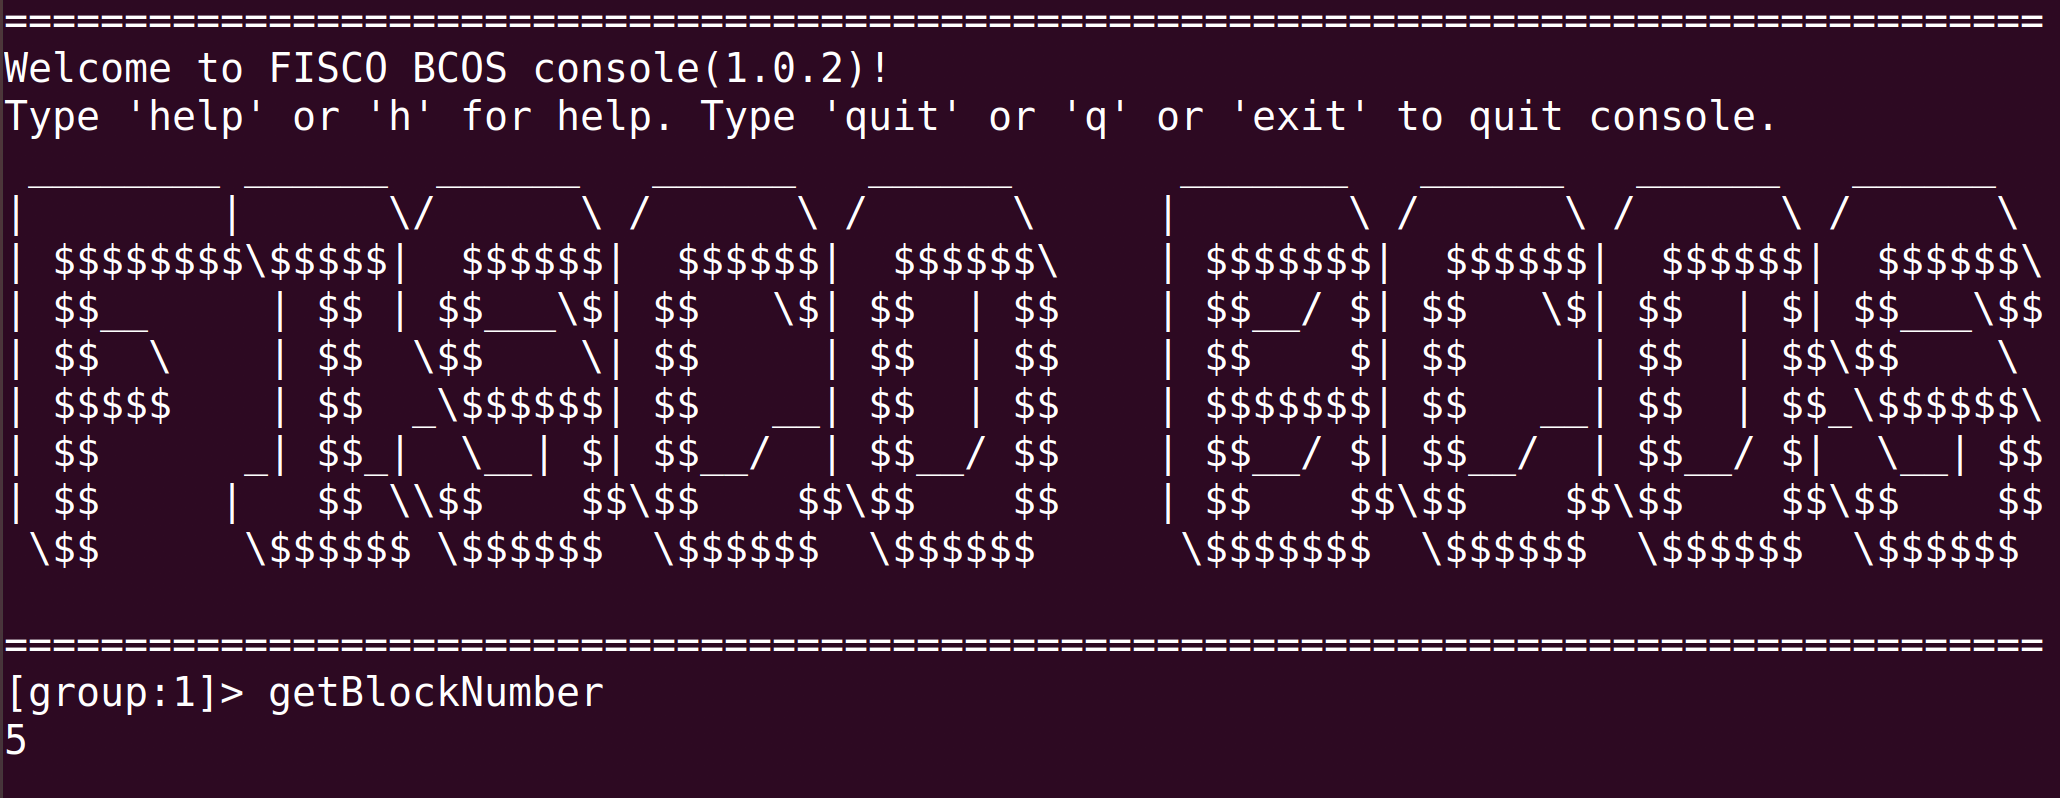 =====================================================================================
Welcome to FISCO BCOS console(1.0.2)!
Type 'help' or 'h' for help. Type 'quit' or 'q' or 'exit' to quit console.
 ________ ______   ______   ______   ______       _______   ______   ______   ______
|        |      \/      \ /      \ /      \     |       \ /      \ /      \ /      \
| $$$$$$$$\$$$$$|  $$$$$$|  $$$$$$|  $$$$$$\    | $$$$$$$|  $$$$$$|  $$$$$$|  $$$$$$\
| $$__     | $$ | $$___\$| $$   \$| $$  | $$    | $$__/ $| $$   \$| $$  | $| $$___\$$
| $$  \    | $$  \$$    \| $$     | $$  | $$    | $$    $| $$     | $$  | $$\$$    \
| $$$$$    | $$  _\$$$$$$| $$   __| $$  | $$    | $$$$$$$| $$   __| $$  | $$_\$$$$$$\
| $$      _| $$_|  \__| $| $$__/  | $$__/ $$    | $$__/ $| $$__/  | $$__/ $|  \__| $$
| $$     |   $$ \\$$    $$\$$    $$\$$    $$    | $$    $$\$$    $$\$$    $$\$$    $$
 \$$      \$$$$$$ \$$$$$$  \$$$$$$  \$$$$$$      \$$$$$$$  \$$$$$$  \$$$$$$  \$$$$$$
=====================================================================================
[group:1]> getBlockNumber
5